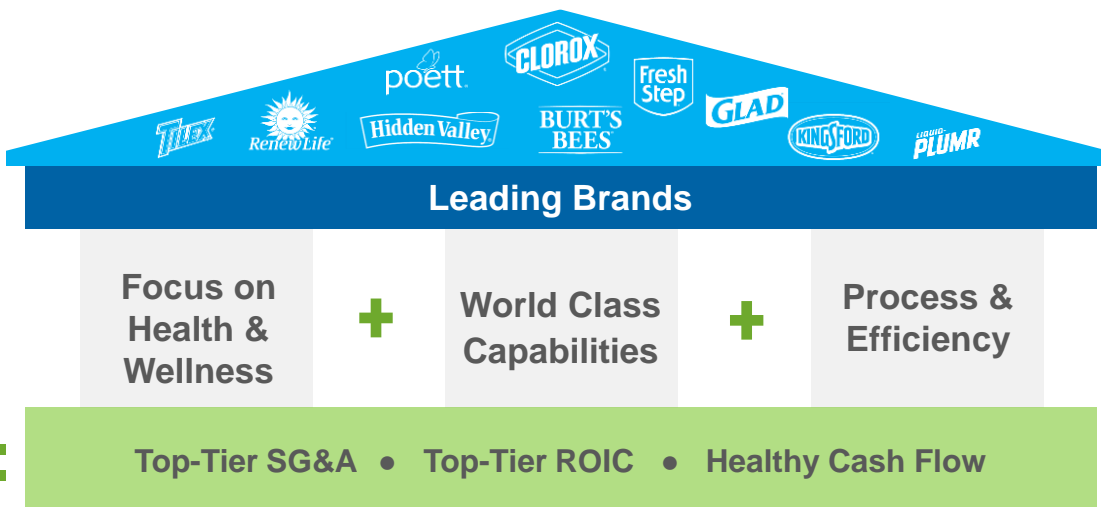 CLOROX
poett.
Fresh
Step
GLAD
TILEX
RenewLife
Hidden Valley.
BURT'S
BEES
KINGSFORD
LIQUID-
PLUMR
Leading Brands
Focus on
Health &
Wellness
+
World Class
Capabilities
+
Process &
Efficiency
=
Top-Tier SG&A ● Top-Tier ROIC ● Healthy Cash Flow